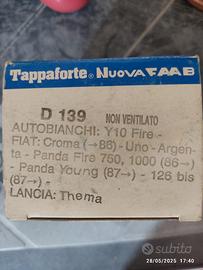 Tappaforte® NUOVA FAAB
D 139 NON VENTILATO
AUTOBIANCHI: Y10 Fire -
FIAT: Croma (→86) - Uno - Argen-
ta - Panda Fire 750, 1000 (86→)
- Panda Young (87→) - 126 bis
(87→) -
LANCIA: Thema
subito
28/05/2025 17:40